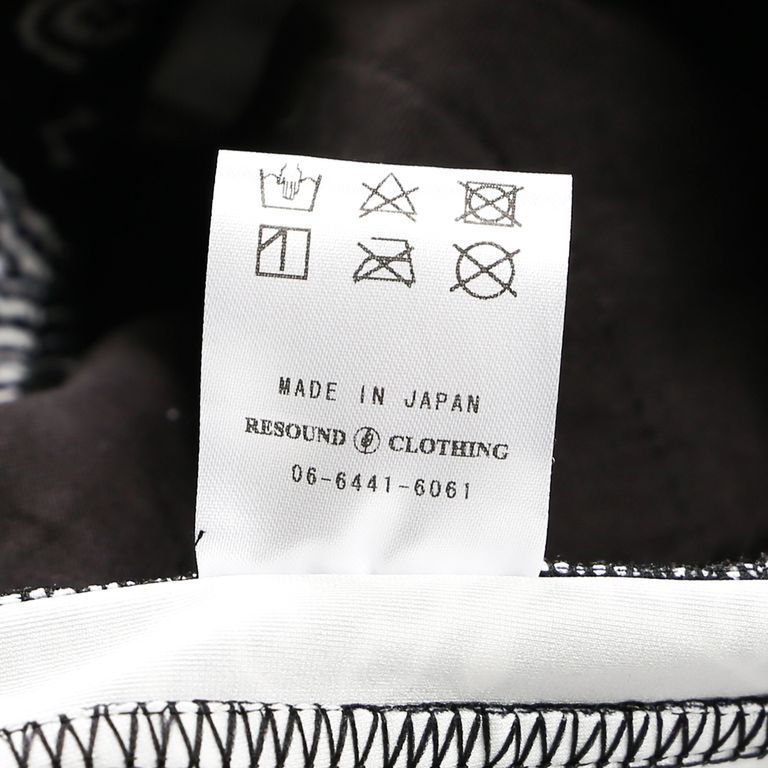 MADE IN JAPAN
RESOUND CLOTHING
06-6441-6061